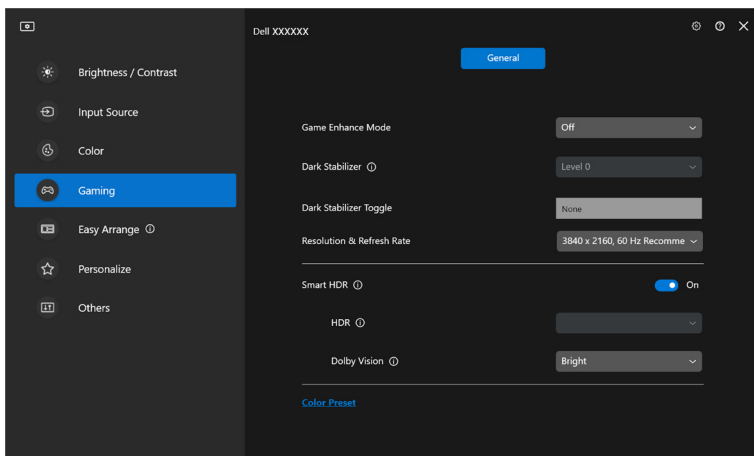 Dell XXXXXX
General
Brightness / Contrast
Input Source
Color
Gaming
Easy Arrange
Personalize
Others
Game Enhance Mode Off
Dark Stabilizer Level 0
Dark Stabilizer Toggle None
Resolution & Refresh Rate 3840 x 2160, 60 Hz Recomme
Smart HDR On
HDR
Dolby Vision Bright
Color Preset